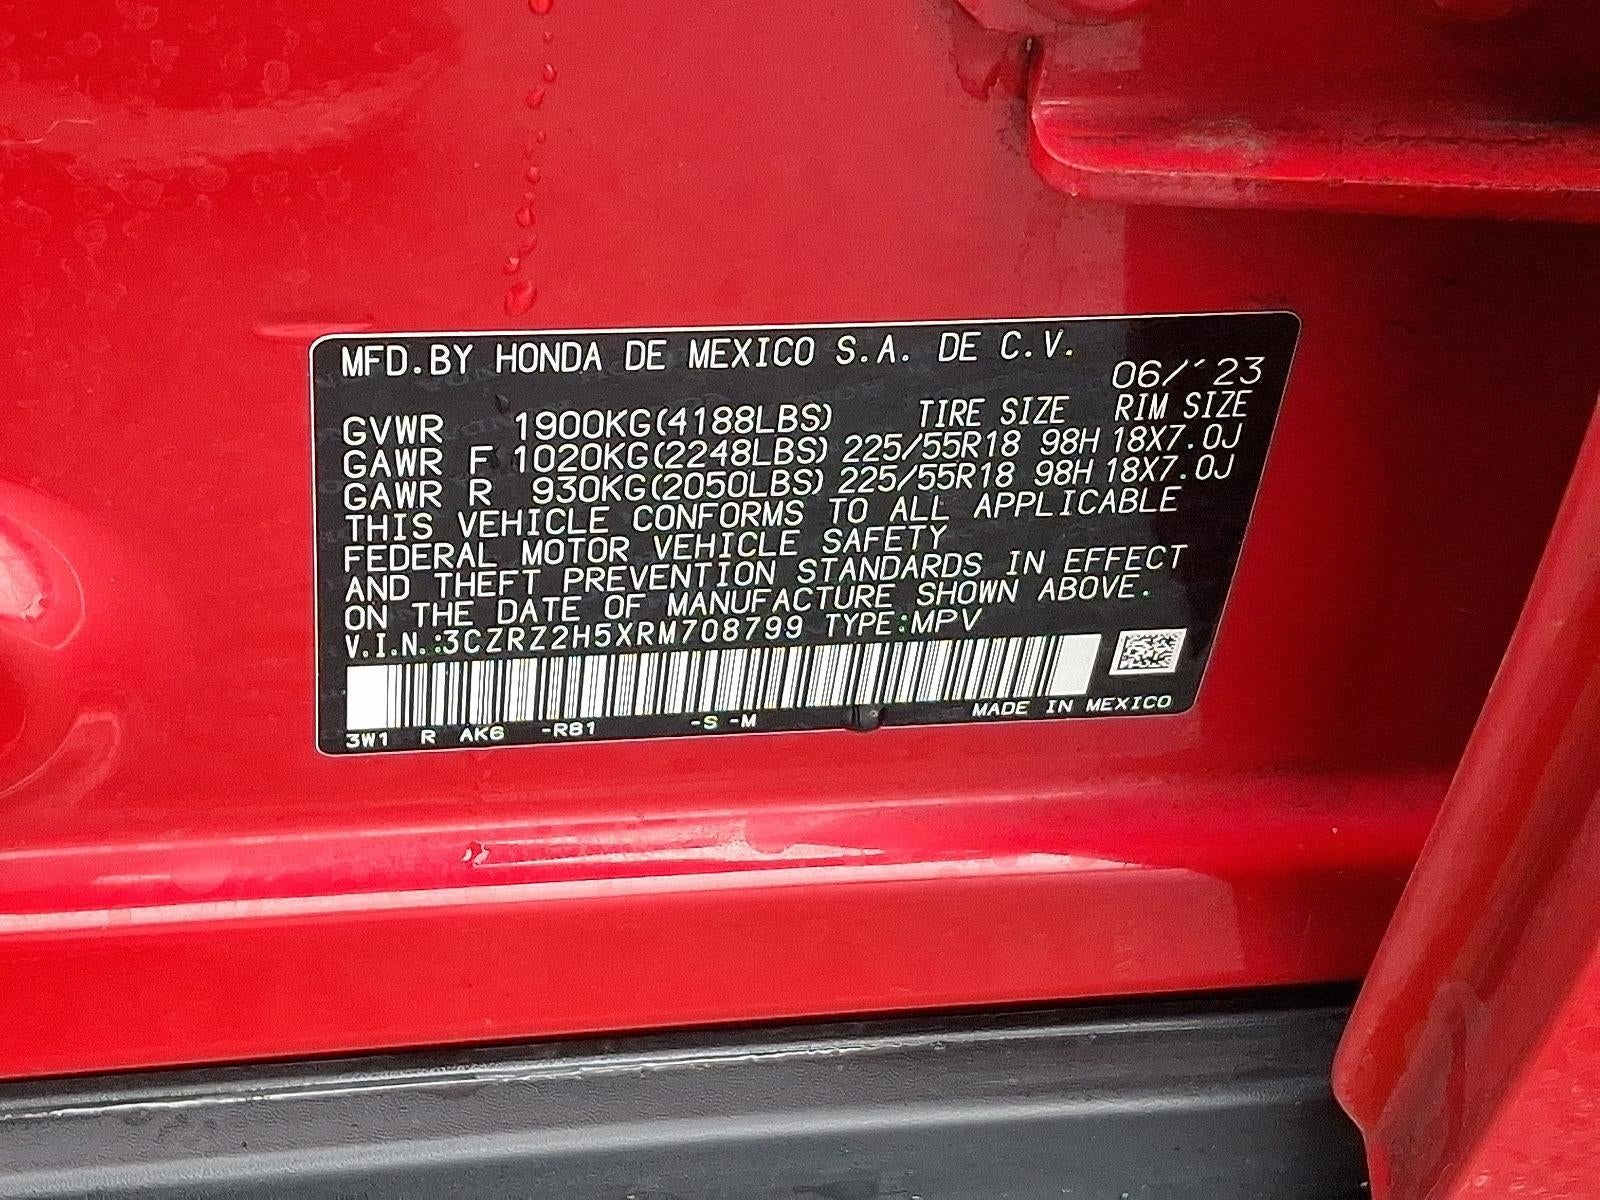 MFD.BY HONDA DE MEXICO S.A. DE C.V.
06/'23
GVWR 1900KG(4188LBS) TIRE SIZE RIM SIZE
GAWR F 1020KG(2248LBS) 225/55R18 98H 18X7.0J
GAWR R 930KG(2050LBS) 225/55R18 98H 18X7.0J
THIS VEHICLE CONFORMS TO ALL APPLICABLE
FEDERAL MOTOR VEHICLE SAFETY
AND THEFT PREVENTION STANDARDS IN EFFECT
ON THE DATE OF MANUFACTURE SHOWN ABOVE.
V.I.N.:3CZRZ2H5XRM708799 TYPE:MPV
3W1 R AK6 -R81 -S -M MADE IN MEXICO